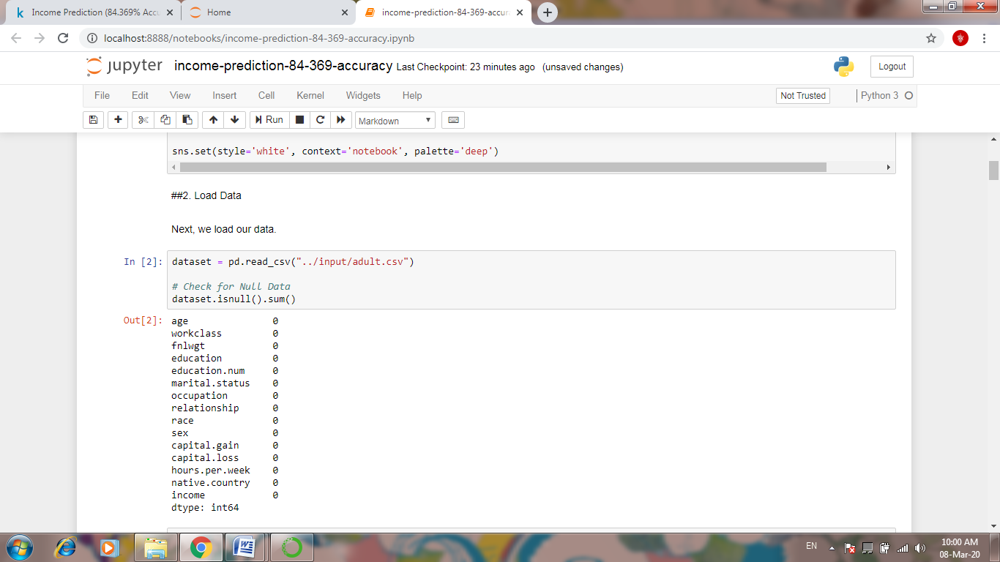 Income Prediction (84.369% Accu
Home
income-prediction-84-369-accura
localhost:8888/notebooks/income-prediction-84-369-accuracy.ipynb
jupyter income-prediction-84-369-accuracy Last Checkpoint: 23 minutes ago (unsaved changes)
Logout
File Edit View Insert Cell Kernel Widgets Help
Not Trusted
Python 3
Run
Markdown
sns.set(style='white', context='notebook', palette='deep')
##2. Load Data
Next, we load our data.
In [2]: dataset = pd.read_csv("../input/adult.csv")
# Check for Null Data
dataset.isnull().sum()
Out[2]: age 0
workclass 0
fnlwgt 0
education 0
education.num 0
marital.status 0
occupation 0
relationship 0
race 0
sex 0
capital.gain 0
capital.loss 0
hours.per.week 0
native.country 0
income 0
dtype: int64
EN
10:00 AM
08-Mar-20